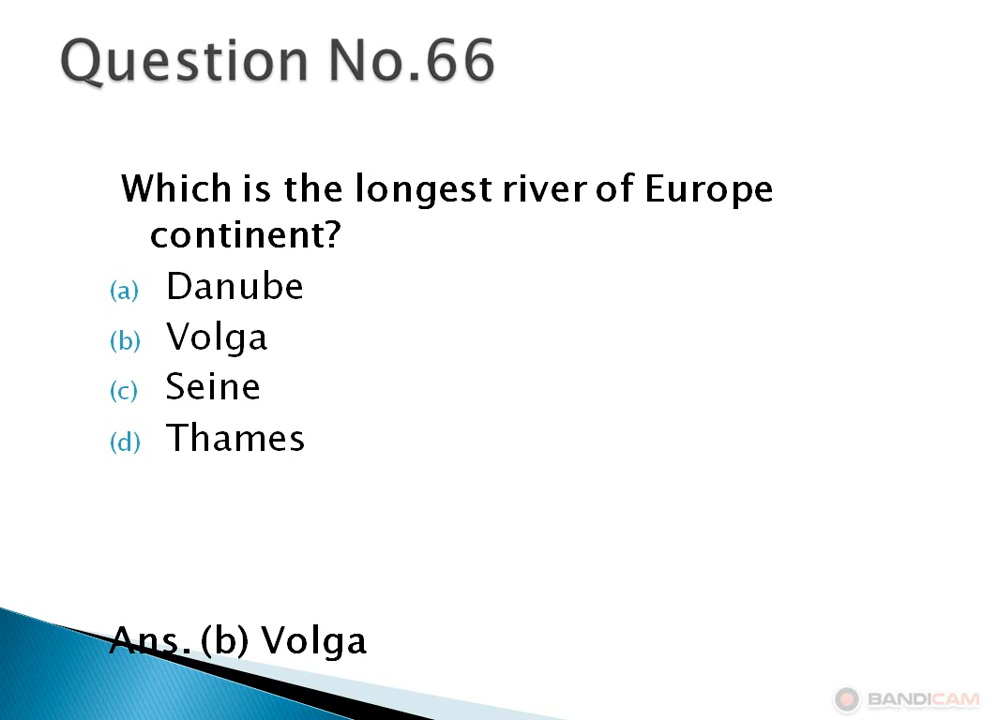 Question No.66
Which is the longest river of Europe
continent?
(a) Danube
(b) Volga
(c) Seine
(d) Thames
Ans. (b) Volga
BANDICAM